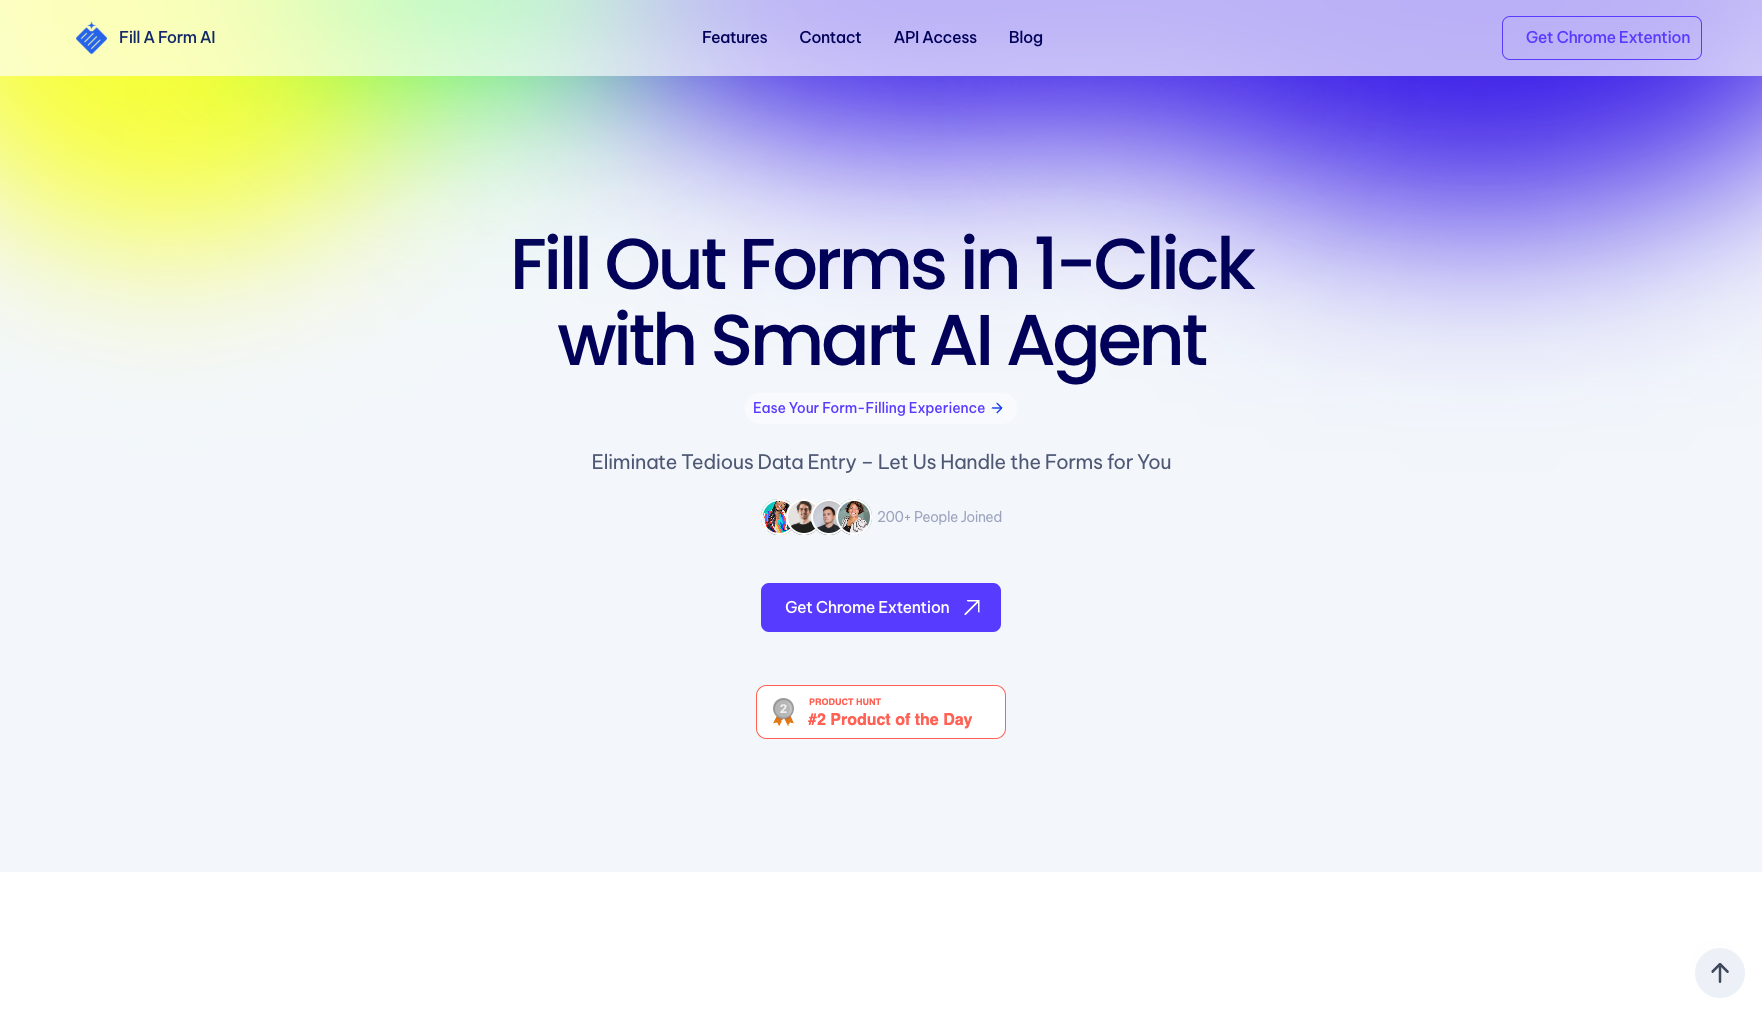 Fill A Form AI
Features
Contact
API Access
Blog
Get Chrome Extention
Fill Out Forms in 1-Click
with Smart AI Agent
Ease Your Form-Filling Experience
Eliminate Tedious Data Entry – Let Us Handle the Forms for You
200+ People Joined
Get Chrome Extention
2
PRODUCT HUNT
#2 Product of the Day